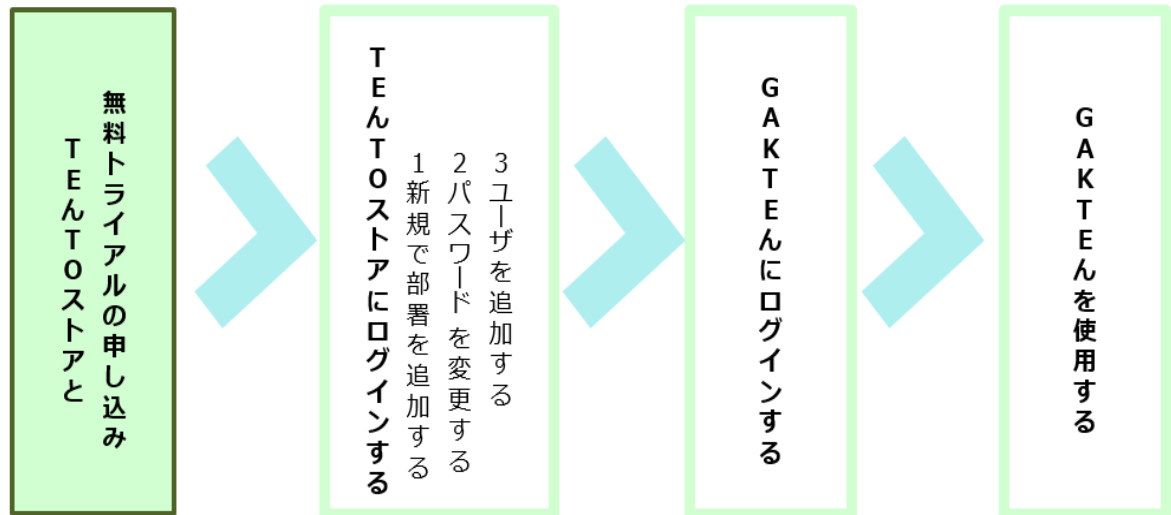 TEんTOストアと
無料トライアルの申し込み
TEんTOストアにログインする
1新規で部署を追加する
2パスワードを変更する
3ユーザを追加する
GAKTEんにログインする
GAKTEんを使用する